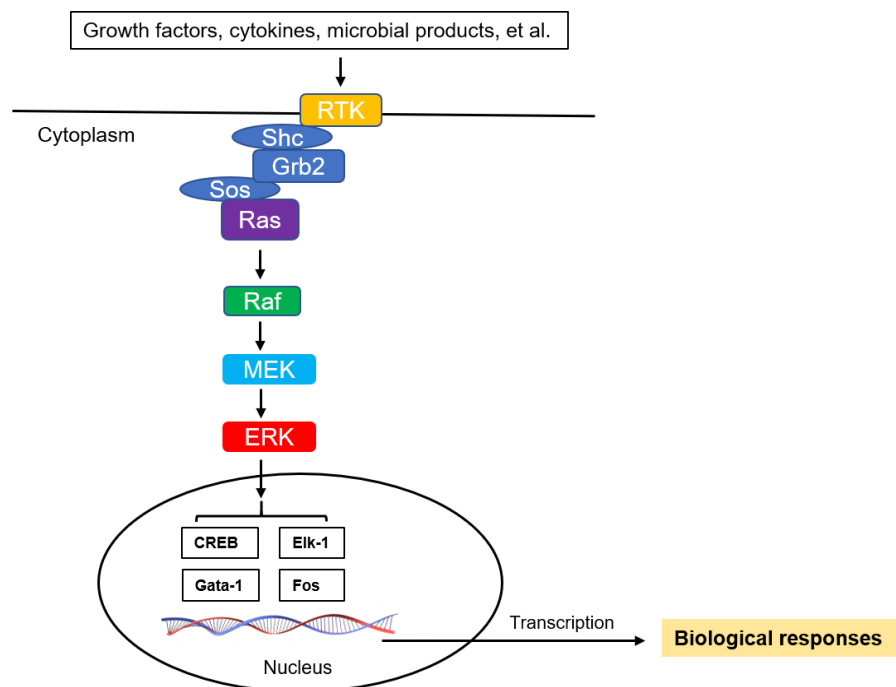 Growth factors, cytokines, microbial products, et al.
RTK
Cytoplasm
Shc
Grb2
Sos
Ras
Raf
MEK
ERK
CREB
Elk-1
Gata-1
Fos
Transcription
Biological responses
Nucleus